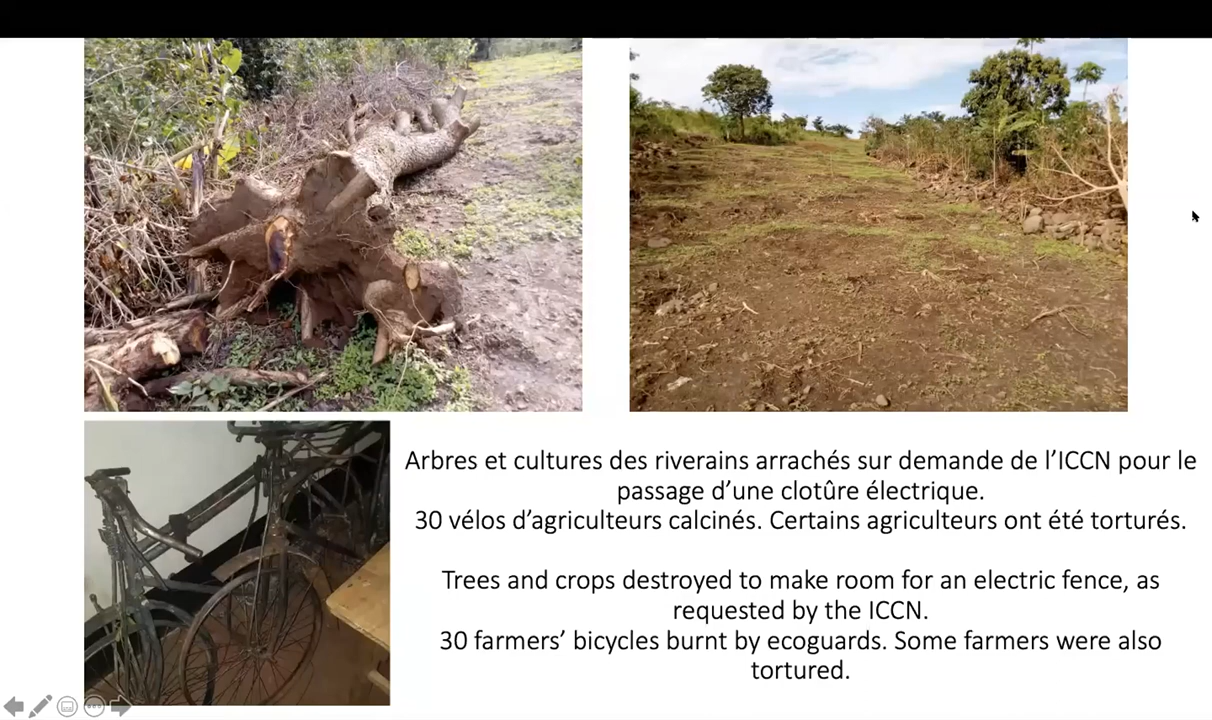 Arbres et cultures des riverains arrachés sur demande de l’ICCN pour le
passage d’une clotûre électrique.
30 vélos d’agriculteurs calcinés. Certains agriculteurs ont été torturés.
Trees and crops destroyed to make room for an electric fence, as
requested by the ICCN.
30 farmers’ bicycles burnt by ecoguards. Some farmers were also
tortured.